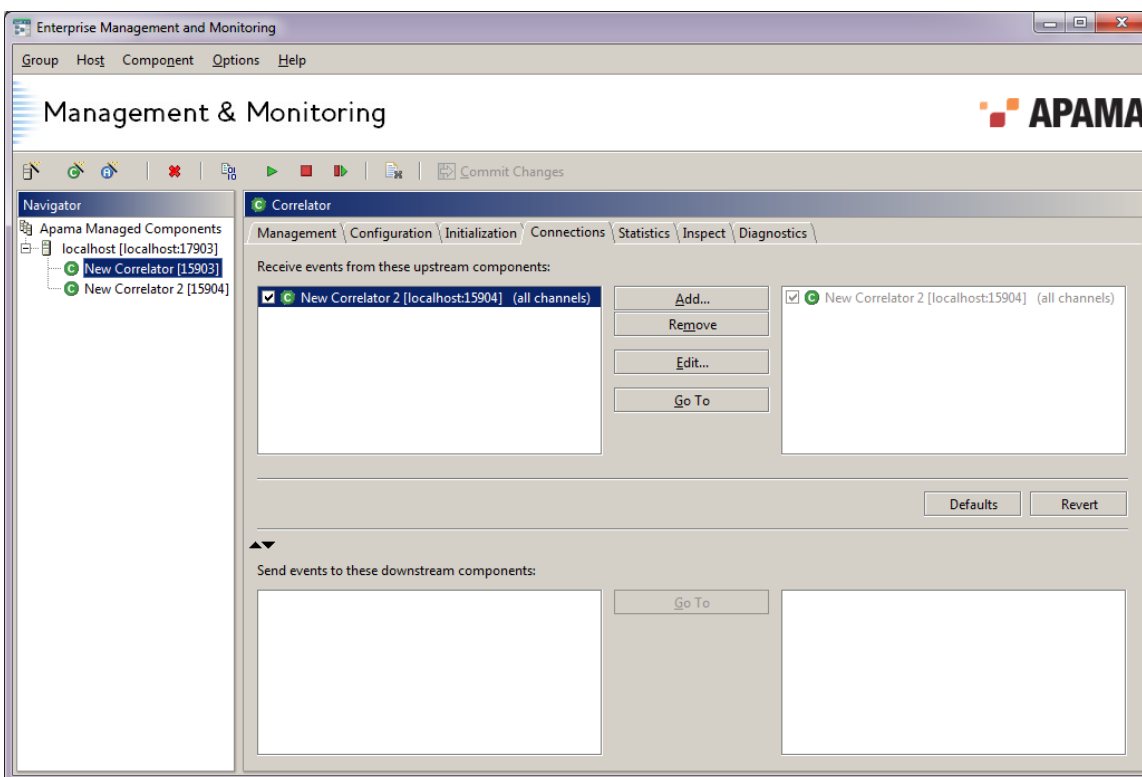 Enterprise Management and Monitoring
Group Host Component Options Help
Management & Monitoring
APAMA
Commit Changes
Navigator
Correlator
Apama Managed Components
localhost [localhost:17903]
New Correlator [15903]
New Correlator 2 [15904]
Management Configuration Initialization Connections Statistics Inspect Diagnostics
Receive events from these upstream components:
New Correlator 2 [localhost:15904] (all channels)
Add...
Remove
Edit...
Go To
New Correlator 2 [localhost:15904] (all channels)
Defaults Revert
Send events to these downstream components:
Go To